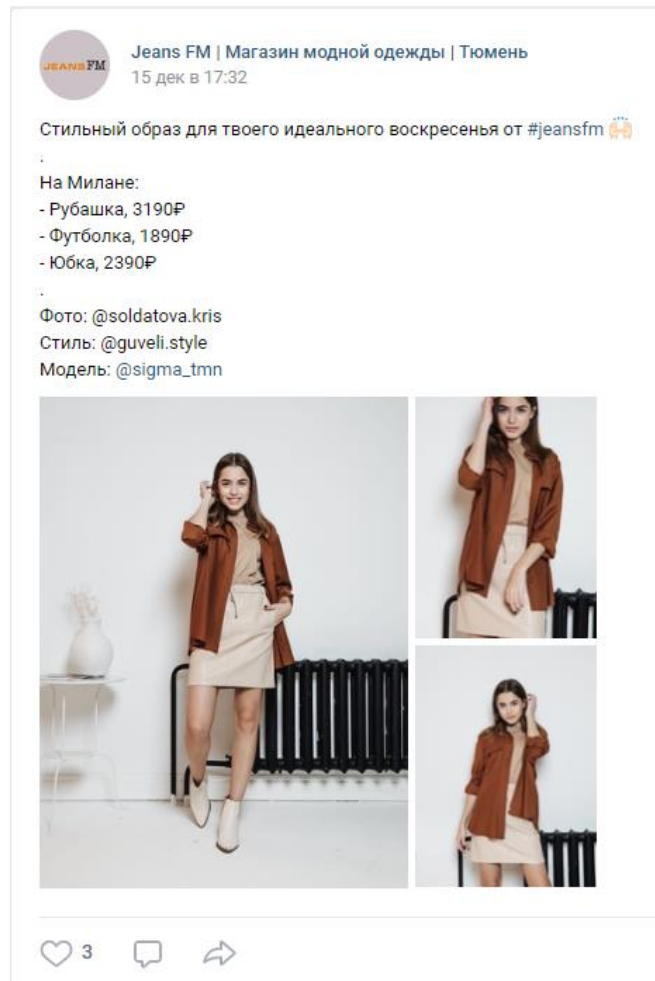 JEANS FM
Jeans FM | Магазин модной одежды | Тюмень
15 дек в 17:32
Стильный образ для твоего идеального воскресенья от #jeansfm 🙌🏻
.
На Милане:
- Рубашка, 3190₽
- Футболка, 1890₽
- Юбка, 2390₽
.
Фото: @soldatova.kris
Стиль: @guveli.style
Модель: @sigma_tmn
3